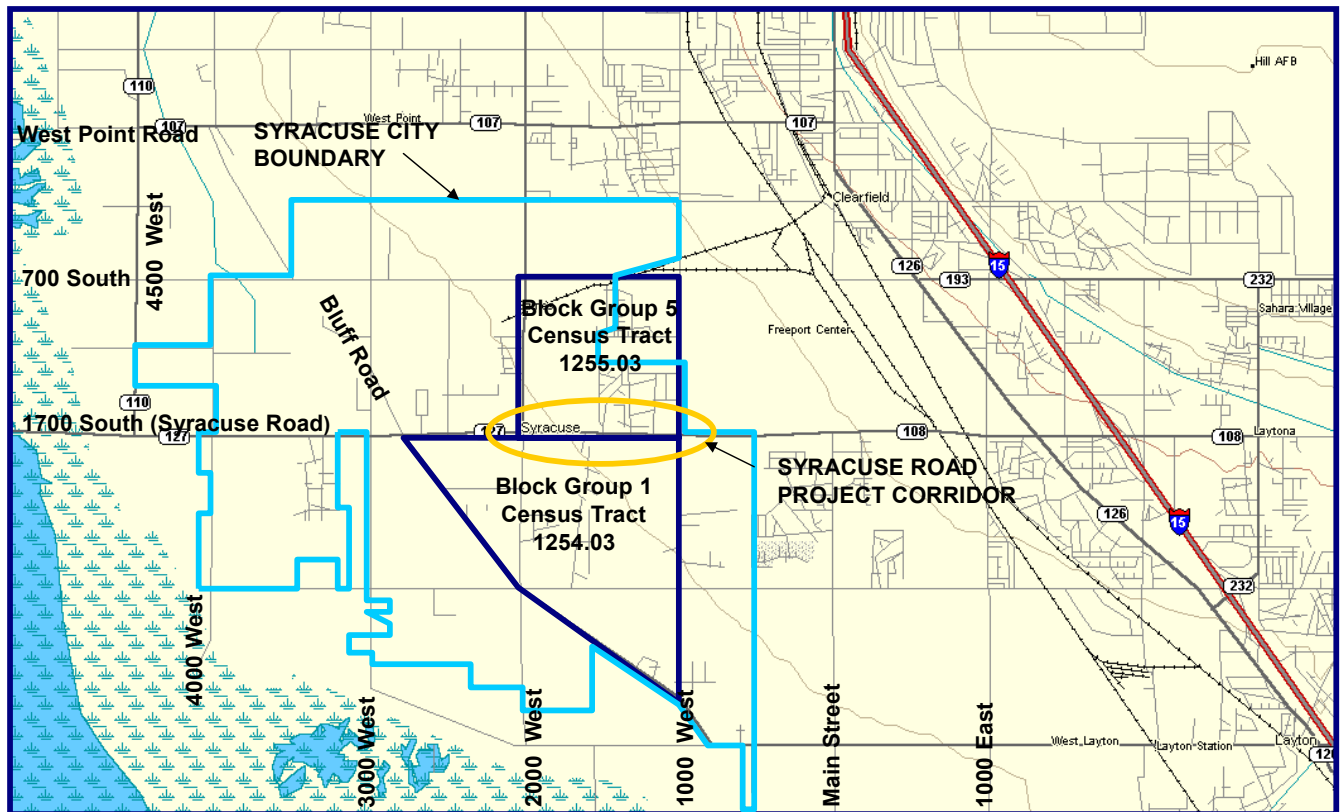 Hill AFB
110
West Point
107
107
107
West Point Road
SYRACUSE CITY
BOUNDARY
Clearfield
4500 West
700 South
126
193
15
232
Bluff Road
Block Group 5
Census Tract
1255.03
Freeport Center
Sahara Village
110
1700 South (Syracuse Road)
127
127
Syracuse
108
108
Laytona
SYRACUSE ROAD
PROJECT CORRIDOR
Block Group 1
Census Tract
1254.03
126
15
232
4000 West
3000 West
2000 West
1000 West
Main Street
1000 East
West Layton
Layton Station
Layton
126